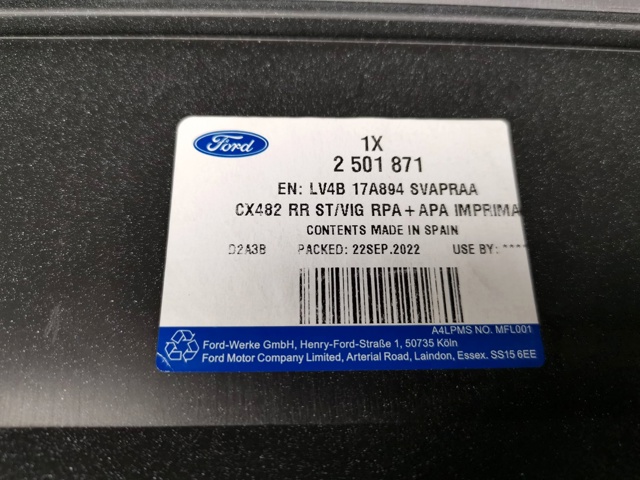 Ford
1X
2 501 871
EN: LV4B 17A894 SVAPRAA
CX482 RR ST/VIG RPA+APA IMPRIMA
CONTENTS MADE IN SPAIN
D2A3B PACKED: 22SEP.2022 USE BY: ****
A4LPMS NO. MFL001
Ford-Werke GmbH, Henry-Ford-Straße 1, 50735 Köln
Ford Motor Company Limited, Arterial Road, Laindon, Essex. SS15 6EE